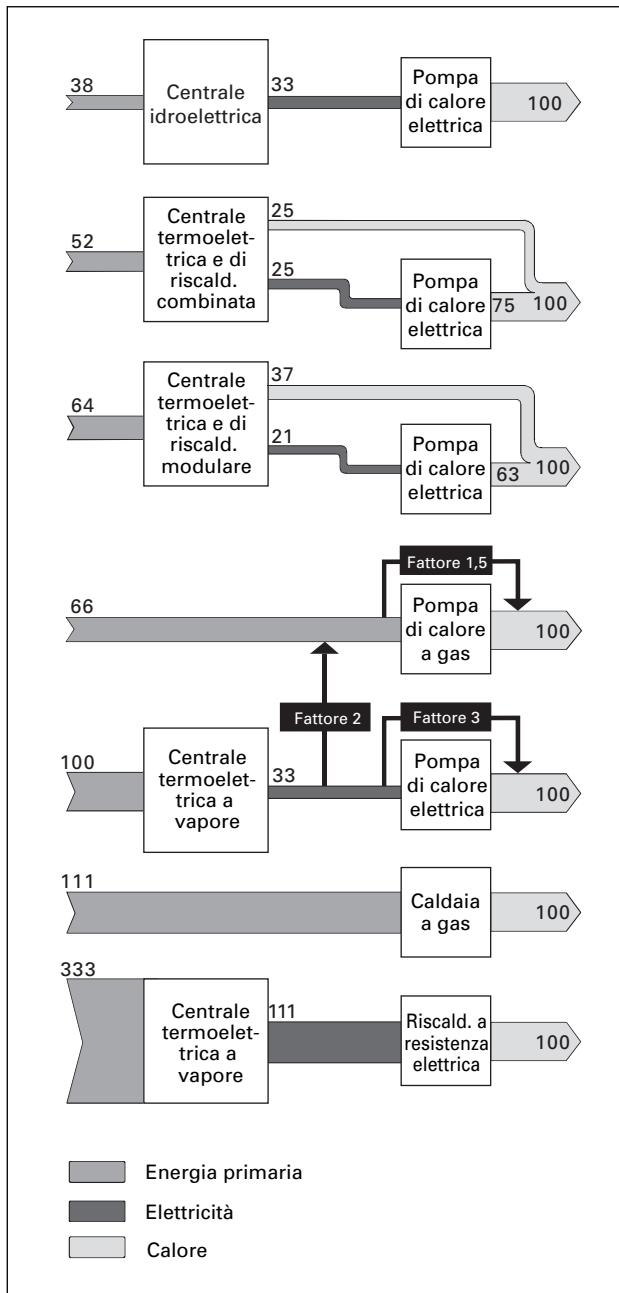 38
Centrale
idroelettrica
33
Pompa
di calore
elettrica
100
52
Centrale
termoelet-
trica e di
riscald.
combinata
25
25
Pompa
di calore
elettrica
75
100
64
Centrale
termoelet-
trica e di
riscald.
modulare
37
21
Pompa
di calore
elettrica
63
100
66
Fattore 1,5
Pompa
di calore
a gas
100
Fattore 2
Fattore 3
100
Centrale
termoelet-
trica a
vapore
33
Pompa
di calore
elettrica
100
111
Caldaia
a gas
100
333
Centrale
termoelet-
trica a
vapore
111
Riscald. a
resistenza
elettrica
100
Energia primaria
Elettricità
Calore